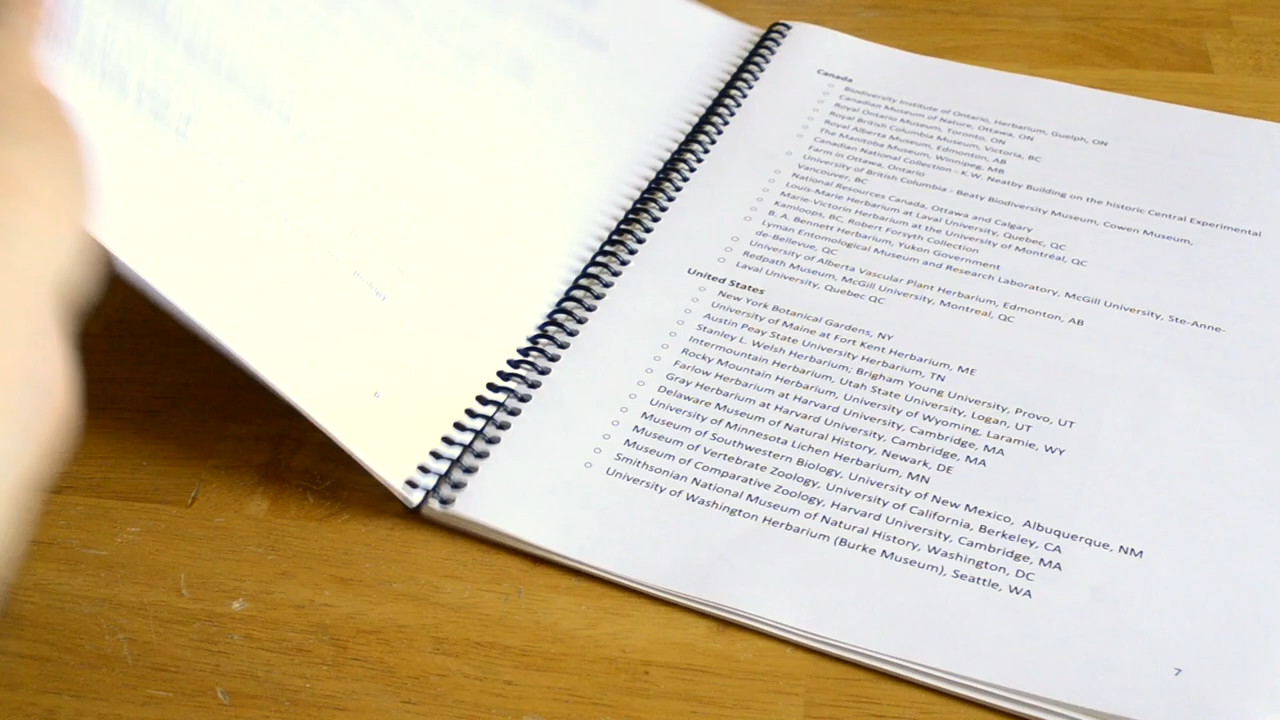 Canada
Biodiversity Institute of Ontario, Herbarium, Guelph, ON
Canadian Museum of Nature, Ottawa, ON
Royal Ontario Museum, Toronto, ON
Royal British Columbia Museum, Victoria, BC
Royal Alberta Museum, Edmonton, AB
The Manitoba Museum, Winnipeg, MB
Canadian National Collection - K.W. Neatby Building on the historic Central Experimental
Farm in Ottawa, Ontario
University of British Columbia - Beaty Biodiversity Museum, Cowen Museum,
Vancouver, BC
National Resources Canada, Ottawa and Calgary
Louis-Marie Herbarium at Laval University, Quebec, QC
Marie-Victorin Herbarium at the University of Montréal, QC
Kamloops, BC, Robert Forsyth Collection
B. A. Bennett Herbarium, Yukon Government
Lyman Entomological Museum and Research Laboratory, McGill University, Ste-Anne-
de-Bellevue, QC
University of Alberta Vascular Plant Herbarium, Edmonton, AB
Redpath Museum, McGill University, Montreal, QC
Laval University, Quebec QC
United States
New York Botanical Gardens, NY
University of Maine at Fort Kent Herbarium, ME
Austin Peay State University Herbarium, TN
Stanley L. Welsh Herbarium; Brigham Young University, Provo, UT
Intermountain Herbarium, Utah State University, Logan, UT
Rocky Mountain Herbarium, University of Wyoming, Laramie, WY
Farlow Herbarium at Harvard University, Cambridge, MA
Gray Herbarium at Harvard University, Cambridge, MA
Delaware Museum of Natural History, Newark, DE
University of Minnesota Lichen Herbarium, MN
Museum of Southwestern Biology, University of New Mexico, Albuquerque, NM
Museum of Vertebrate Zoology, University of California, Berkeley, CA
Museum of Comparative Zoology, Harvard University, Cambridge, MA
Smithsonian National Museum of Natural History, Washington, DC
University of Washington Herbarium (Burke Museum), Seattle, WA
7